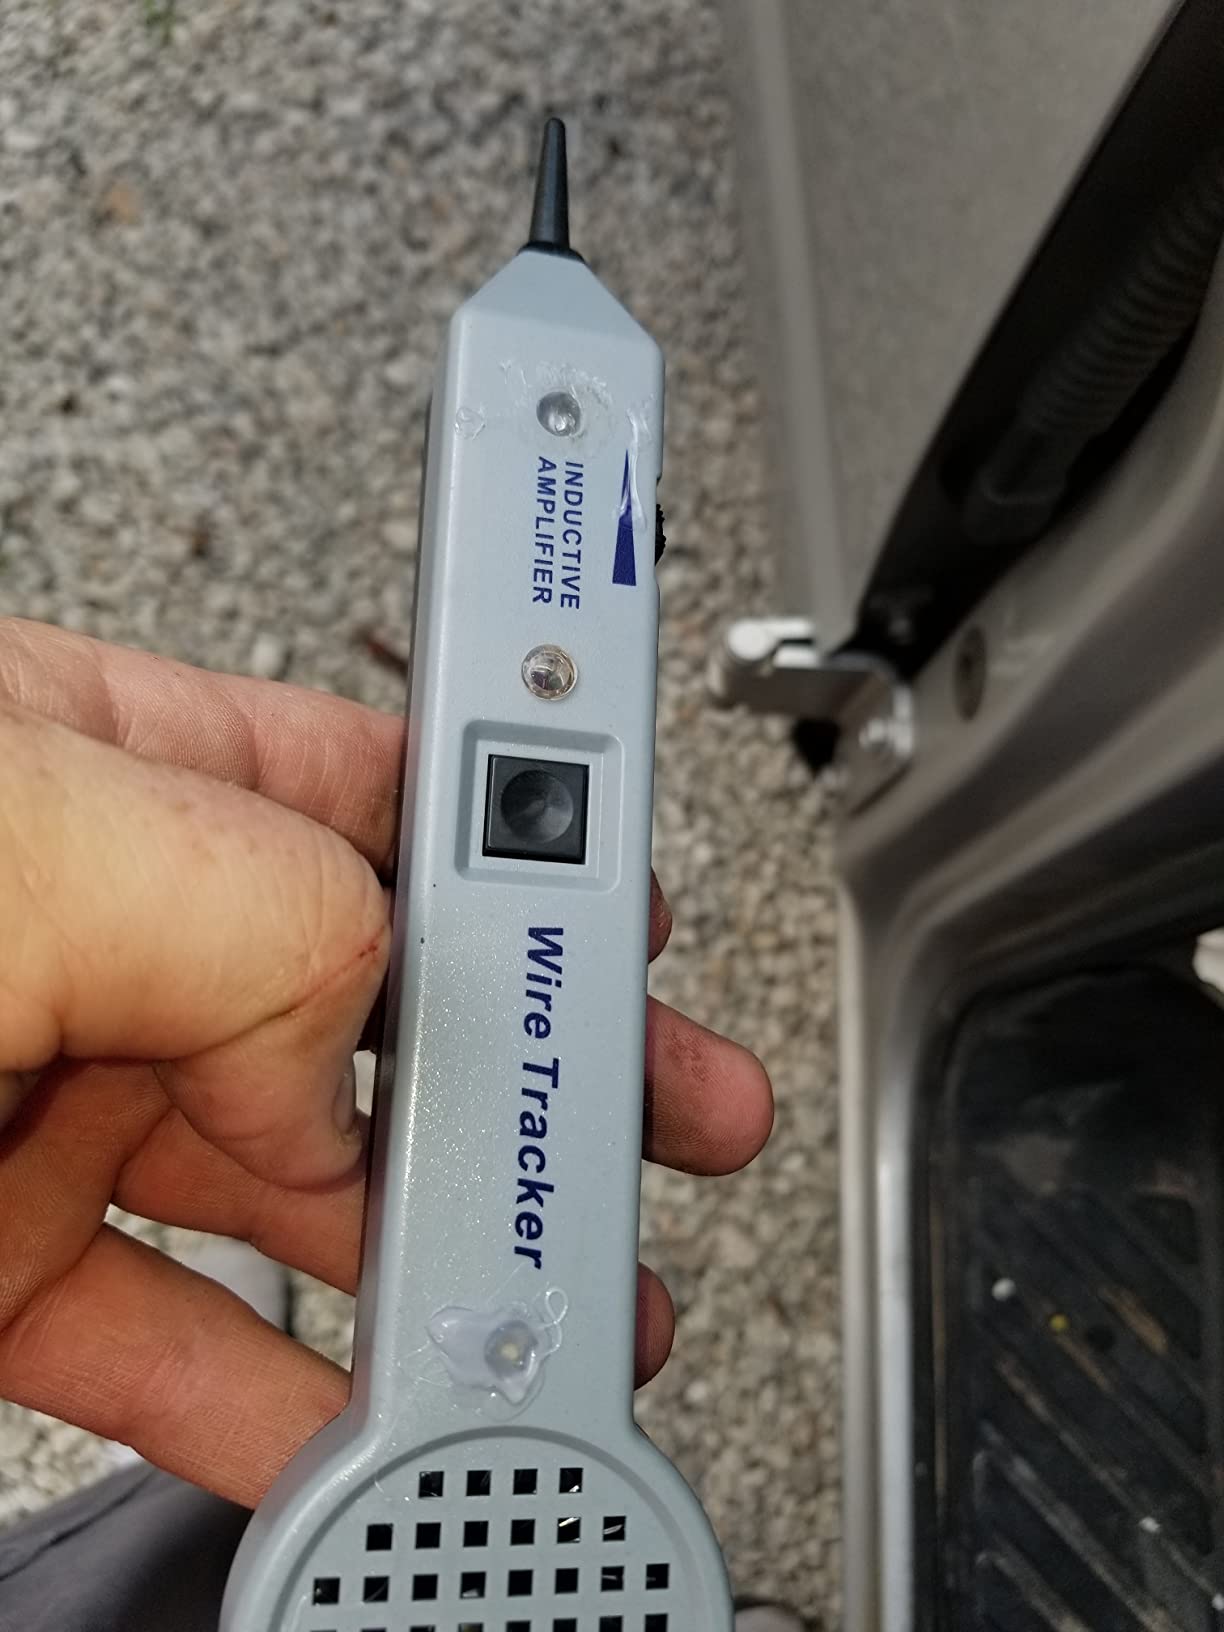 INDUCTIVE
AMPLIFIER
Wire Tracker